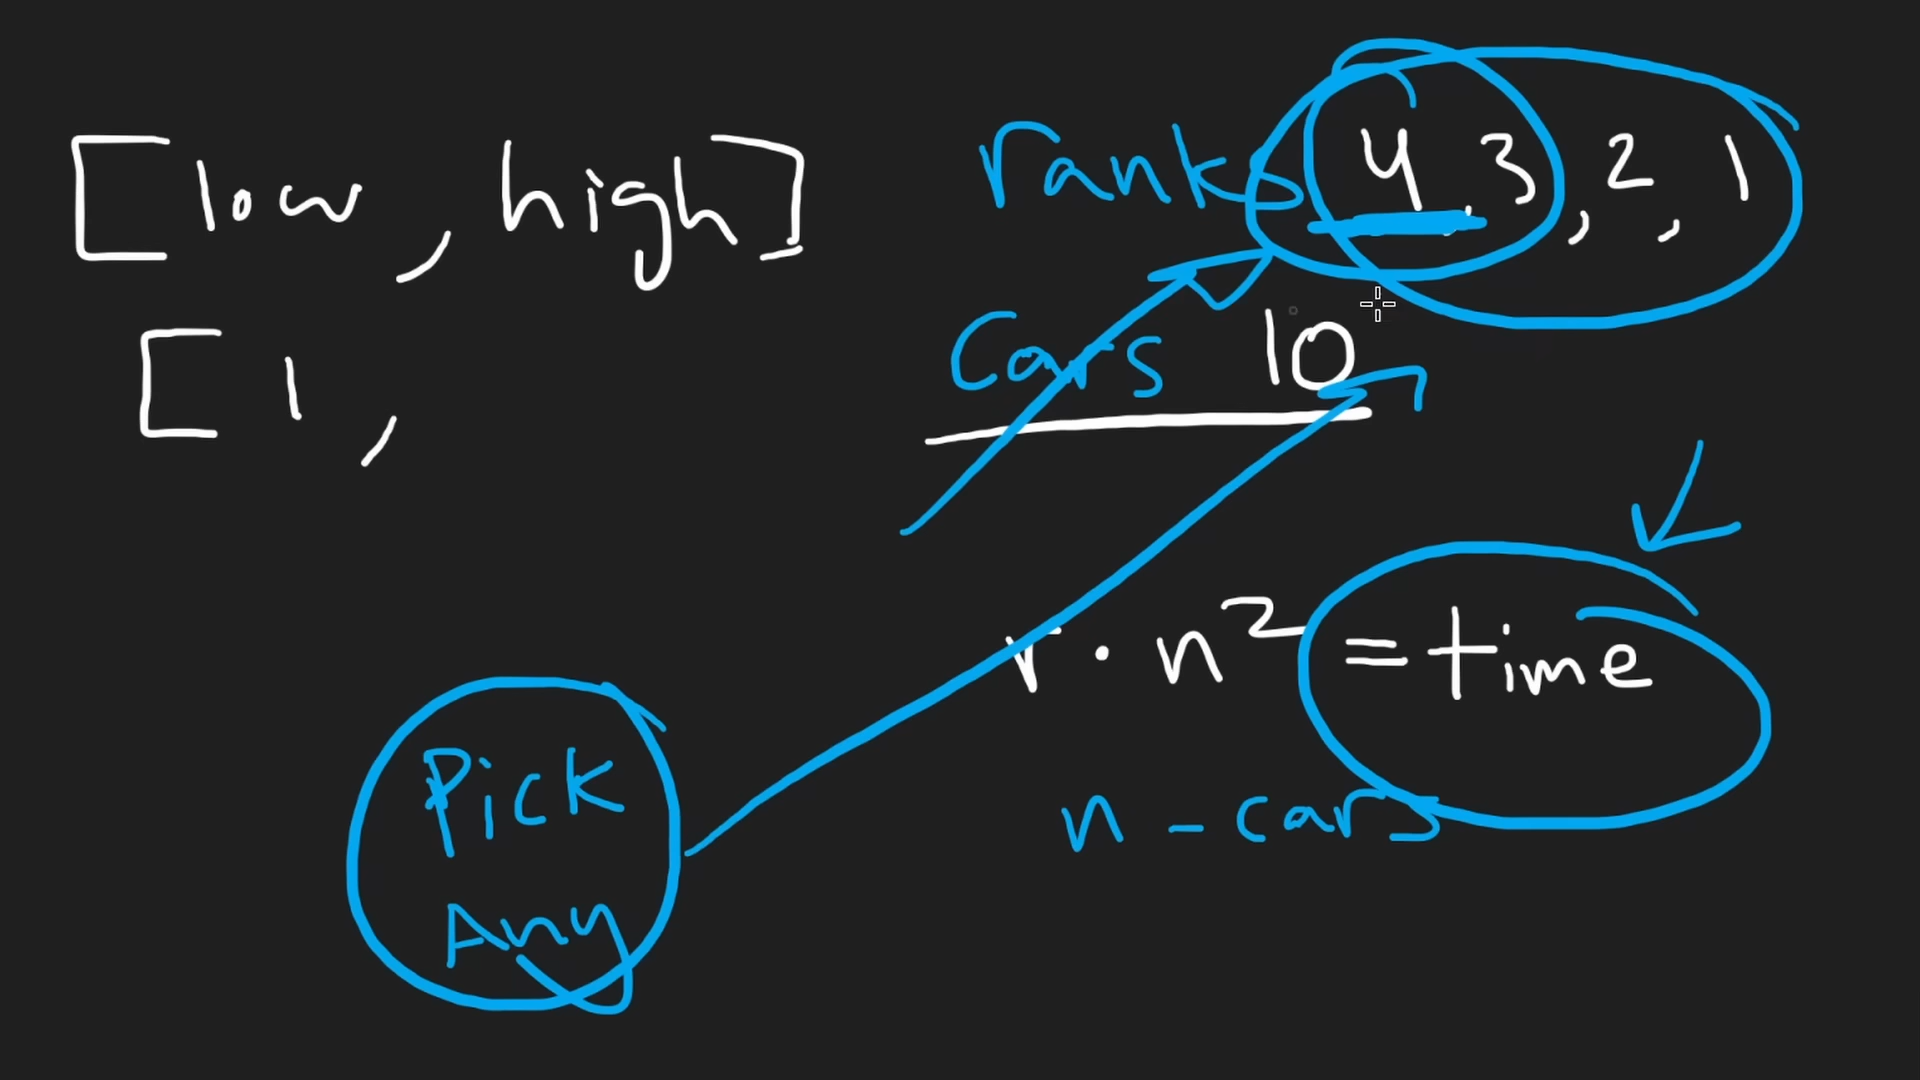 [low, high]
[1,
ranks 4, 3, 2, 1
Cars 10
r · n² = time
n - cars
Pick
Any